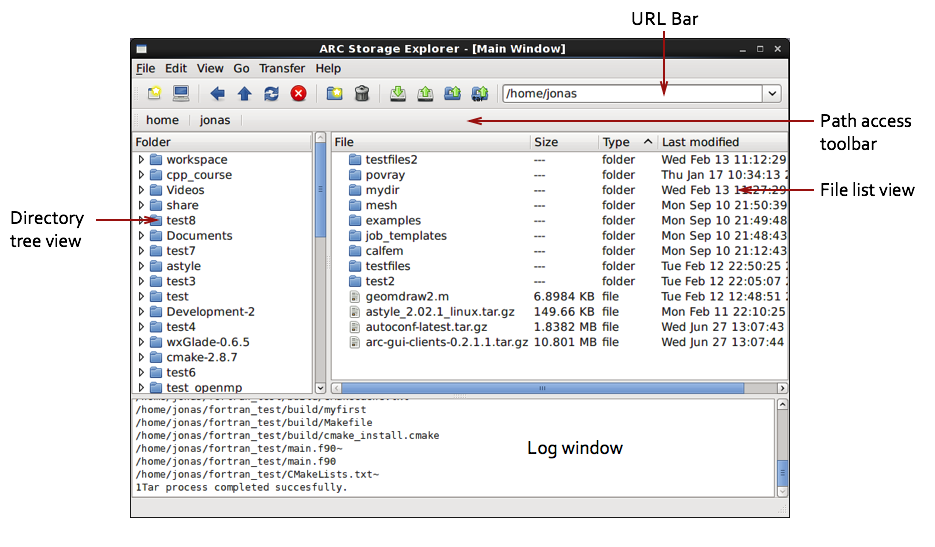 URL Bar
ARC Storage Explorer - [Main Window]
File Edit View Go Transfer Help
tar
/home/jonas
home jonas
Path access
toolbar
Folder
workspace
cpp_course
Videos
share
test8
Documents
test7
astyle
test3
test
Development-2
test4
wxGlade-0.6.5
cmake-2.8.7
test6
test_openmp
Directory
tree view
File Size Type Last modified
testfiles2 --- folder Wed Feb 13 11:12:29
povray --- folder Thu Jan 17 10:34:13
mydir --- folder Wed Feb 13 11:27:29
mesh --- folder Mon Sep 10 21:50:39
examples --- folder Mon Sep 10 21:49:48
job_templates --- folder Mon Sep 10 21:48:43
calfem --- folder Mon Sep 10 21:12:43
testfiles --- folder Tue Feb 12 22:50:25
test2 --- folder Tue Feb 12 22:05:07
geomdraw2.m 6.8984 KB file Tue Feb 12 12:48:51
astyle_2.02.1_linux.tar.gz 149.66 KB file Mon Feb 11 22:10:25
autoconf-latest.tar.gz 1.8382 MB file Wed Jun 27 13:07:43
arc-gui-clients-0.2.1.1.tar.gz 10.801 MB file Wed Jun 27 13:07:44
File list view
/home/jonas/fortran_test/build/myfirst
/home/jonas/fortran_test/build/Makefile
/home/jonas/fortran_test/build/cmake_install.cmake
/home/jonas/fortran_test/main.f90~
/home/jonas/fortran_test/main.f90
/home/jonas/fortran_test/CMakeLists.txt~
1Tar process completed succesfully.
Log window